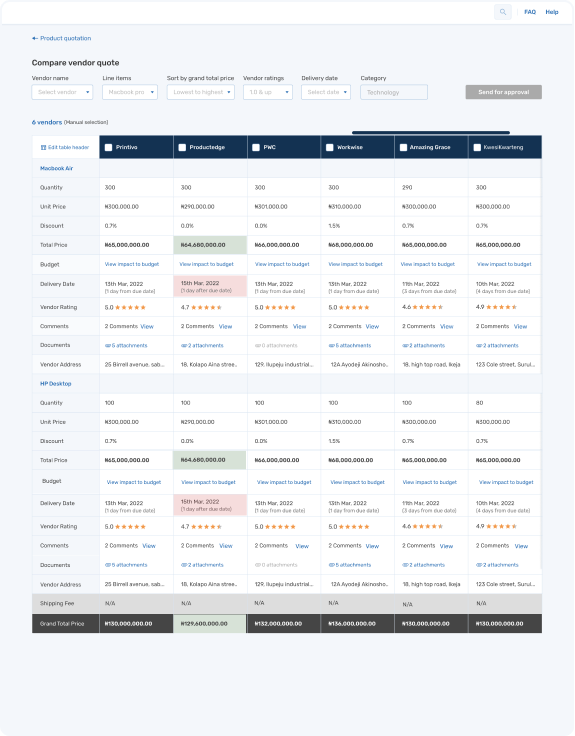 FAQ Help
Product quotation
Compare vendor quote
Vendor name Line items Sort by grand total price Vendor ratings Delivery date Category
Select vendor Macbook pro Lowest to highest 1.0 & up Select date Technology Send for approval
6 vendors (Manual selection)
Edit table header Printivo Productedge PWC Workwise Amazing Grace KwesiKwarteng
Macbook Air
Quantity 300 300 300 300 290 300
Unit Price ₦300,000.00 ₦290,000.00 ₦301,000.00 ₦310,000.00 ₦300,000.00 ₦300,000.00
Discount 0.7% 0.0% 0.0% 1.5% 0.7% 0.7%
Total Price ₦65,000,000.00 ₦64,680,000.00 ₦66,000,000.00 ₦68,000,000.00 ₦65,000,000.00 ₦65,000,000.00
Budget View impact to budget View impact to budget View impact to budget View impact to budget View impact to budget View impact to budget
Delivery Date 13th Mar, 2022 15th Mar, 2022 13th Mar, 2022 13th Mar, 2022 11th Mar, 2022 10th Mar, 2022
(1 day from due date) (1 day after due date) (1 day from due date) (1 day from due date) (3 days from due date) (4 days from due date)
Vendor Rating 5.0 4.7 5.0 5.0 4.6 4.9
Comments 2 Comments View 2 Comments View 2 Comments View 2 Comments View 2 Comments View 2 Comments View
Documents 5 attachments 2 attachments 0 attachments 5 attachments 2 attachments 2 attachments
Vendor Address 25 Birrell avenue, sab... 18, Kolapo Aina stree.. 129, Ilupeju industrial... 12A Ayodeji Akinosho.. 18, high top road, Ikeja 123 Cole street, Surul...
HP Desktop
Quantity 100 100 100 100 100 80
Unit Price ₦300,000.00 ₦290,000.00 ₦301,000.00 ₦310,000.00 ₦300,000.00 ₦300,000.00
Discount 0.7% 0.0% 0.0% 1.5% 0.7% 0.7%
Total Price ₦65,000,000.00 ₦64,680,000.00 ₦66,000,000.00 ₦68,000,000.00 ₦65,000,000.00 ₦65,000,000.00
Budget View impact to budget View impact to budget View impact to budget View impact to budget View impact to budget View impact to budget
Delivery Date 13th Mar, 2022 15th Mar, 2022 13th Mar, 2022 13th Mar, 2022 11th Mar, 2022 10th Mar, 2022
(1 day from due date) (1 day after due date) (1 day from due date) (1 day from due date) (3 days from due date) (4 days from due date)
Vendor Rating 5.0 4.7 5.0 5.0 4.6 4.9
Comments 2 Comments View 2 Comments View 2 Comments View 2 Comments View 2 Comments View 2 Comments View
Documents 5 attachments 2 attachments 0 attachments 5 attachments 2 attachments 2 attachments
Vendor Address 25 Birrell avenue, sab... 18, Kolapo Aina stree.. 129, Ilupeju industrial... 12A Ayodeji Akinosho.. 18, high top road, Ikeja 123 Cole street, Surul...
Shipping Fee N/A N/A N/A N/A N/A N/A
Grand Total Price ₦130,000,000.00 ₦129,600,000.00 ₦132,000,000.00 ₦136,000,000.00 ₦130,000,000.00 ₦130,000,000.00